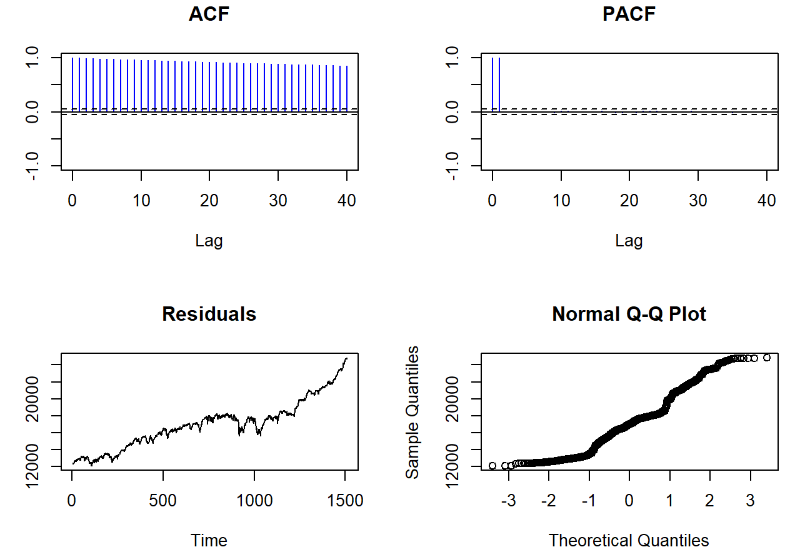 ACF
1.0
0.0
-1.0
0 10 20 30 40
Lag
PACF
1.0
0.0
-1.0
0 10 20 30 40
Lag
Residuals
20000
12000
0 500 1000 1500
Time
Normal Q-Q Plot
Sample Quantiles
20000
12000
-3 -2 -1 0 1 2 3
Theoretical Quantiles